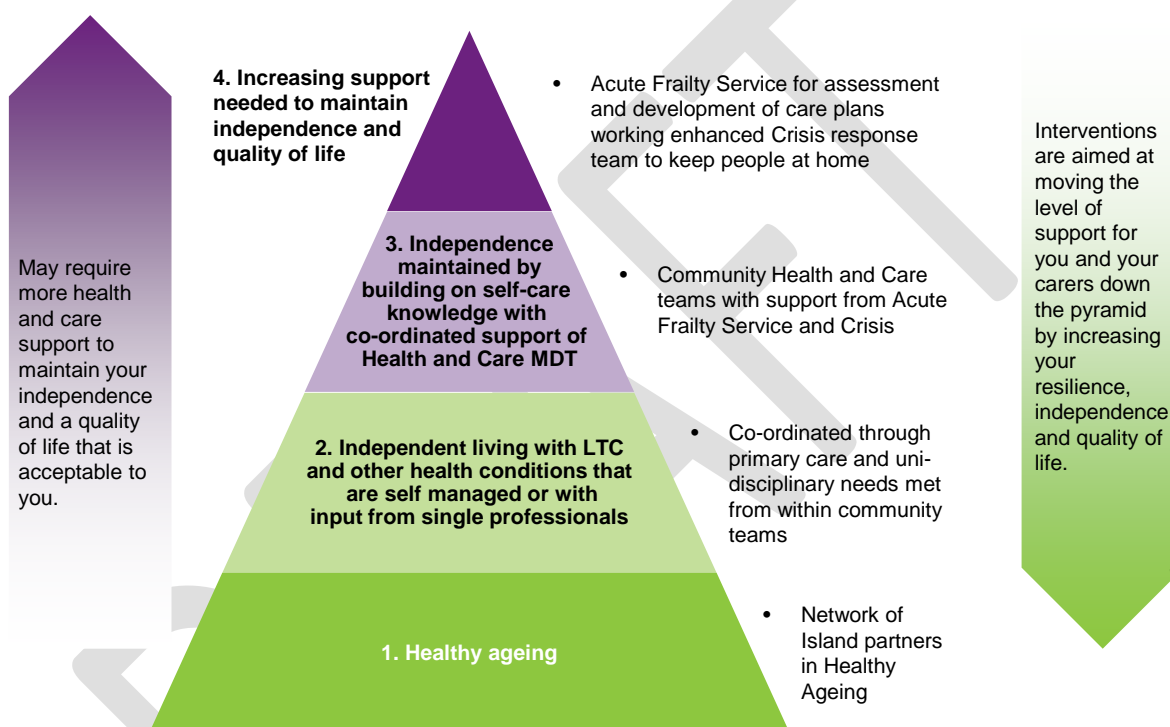 4. Increasing support
needed to maintain
independence and
quality of life
• Acute Frailty Service for assessment
and development of care plans
working enhanced Crisis response
team to keep people at home
May require
more health
and care
support to
maintain your
independence
and a quality
of life that is
acceptable to
you.
3. Independence
maintained by
building on self-care
knowledge with
co-ordinated support of
Health and Care MDT
• Community Health and Care
teams with support from Acute
Frailty Service and Crisis
2. Independent living with LTC
and other health conditions that
are self managed or with
input from single professionals
• Co-ordinated through
primary care and uni-
disciplinary needs met
from within community
teams
1. Healthy ageing
• Network of
Island partners
in Healthy
Ageing
Interventions
are aimed at
moving the
level of
support for
you and your
carers down
the pyramid
by increasing
your
resilience,
independence
and quality of
life.
DRAFT